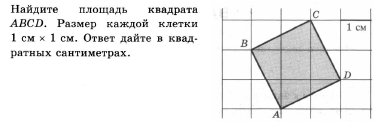 Найдите площадь квадрата
ABCD. Размер каждой клетки
1 см × 1 см. Ответ дайте в квад-
ратных сантиметрах.
C
1 см
B
D
A